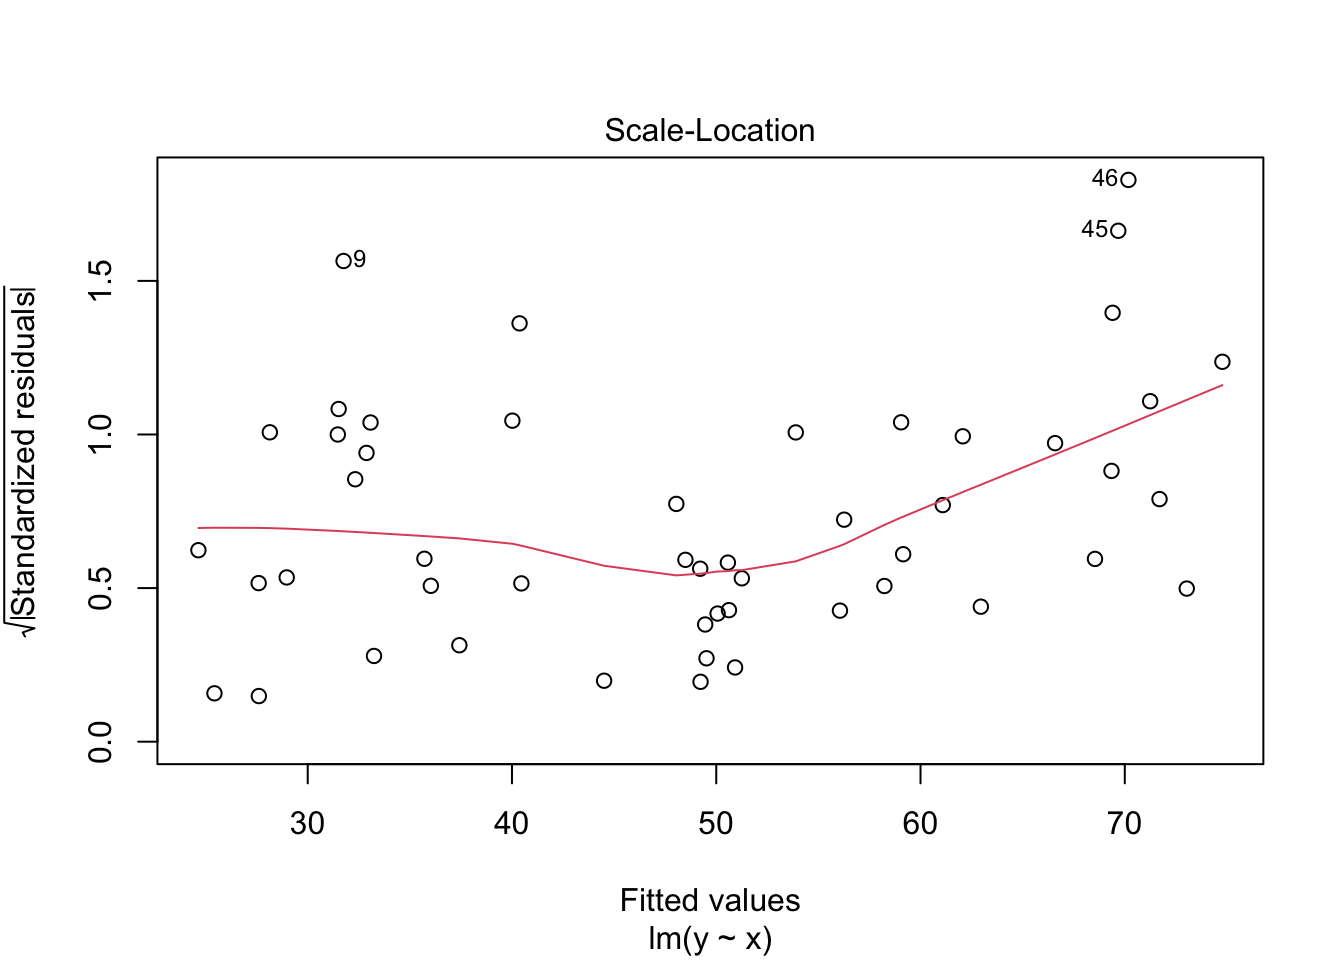 Scale-Location
46
45
9
√|Standardized residuals|
1.5
1.0
0.5
0.0
30 40 50 60 70
Fitted values
lm(y ~ x)